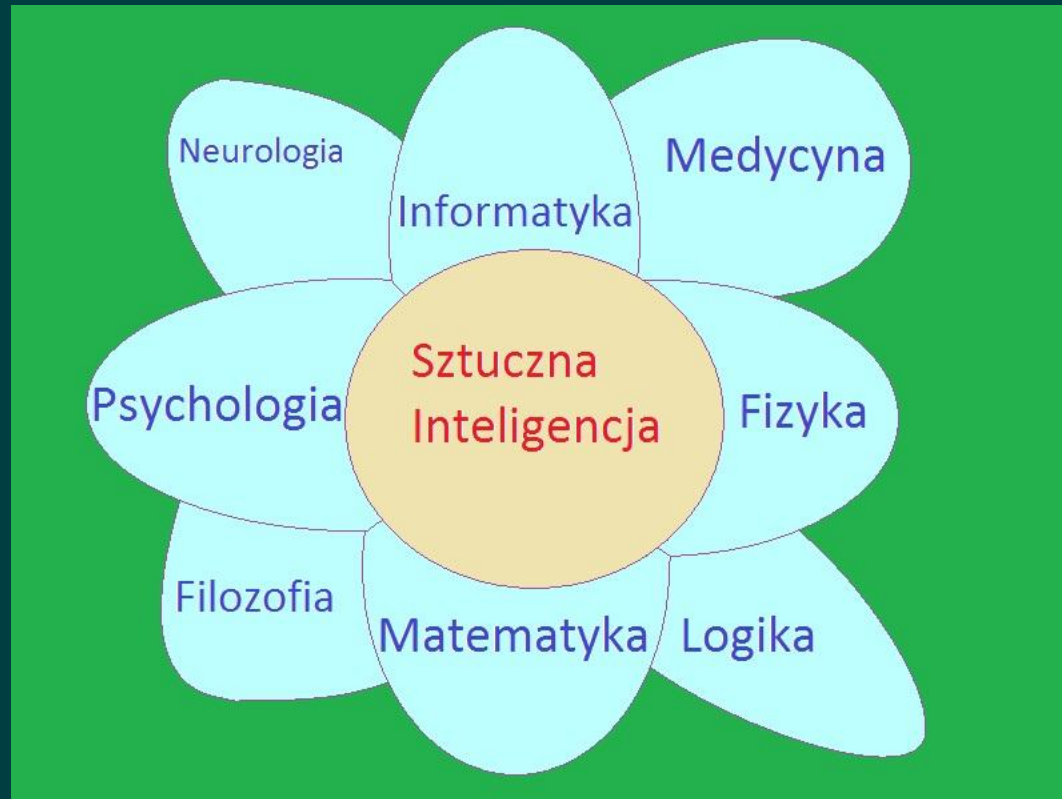 Neurologia
Informatyka
Medycyna
Psychologia
Sztuczna
Inteligencja
Fizyka
Filozofia
Matematyka
Logika